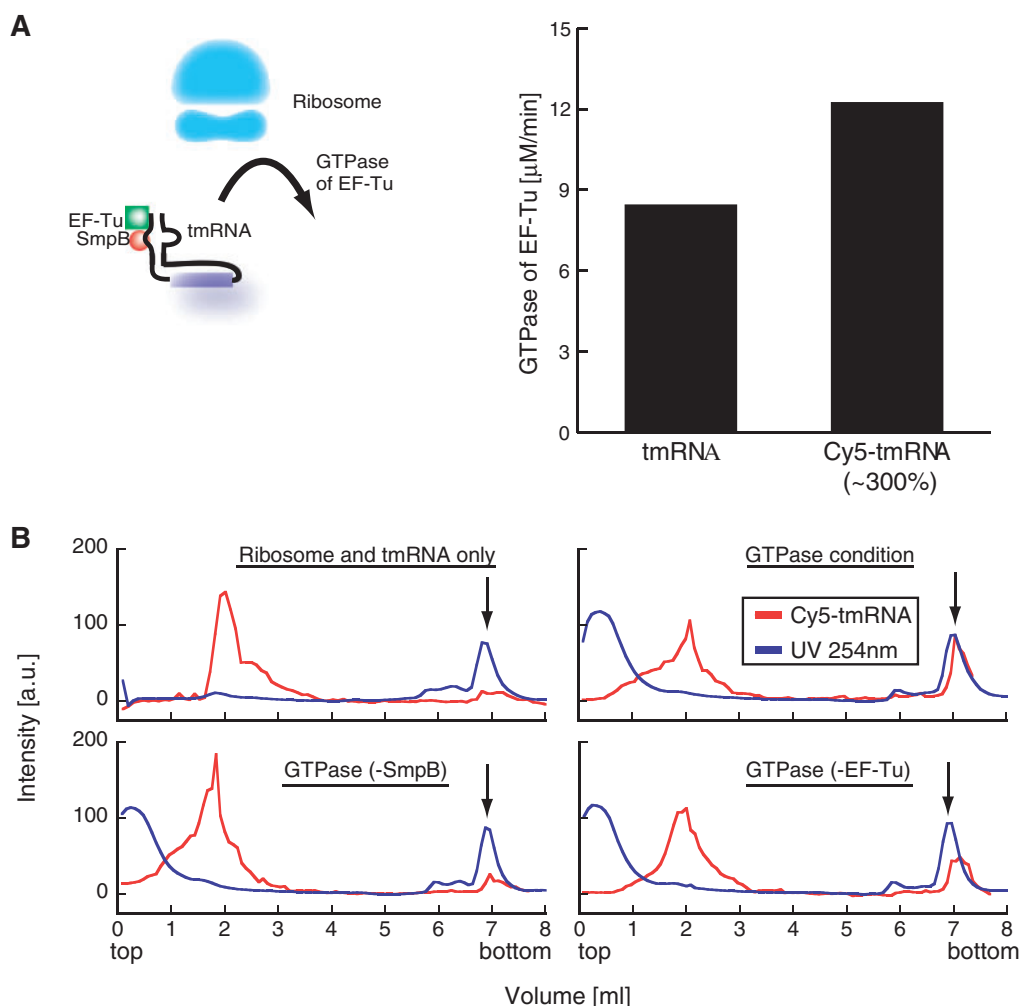 A
Ribosome
GTPase
of EF-Tu
EF-Tu
SmpB
tmRNA
GTPase of EF-Tu [µM/min]
15
12
9
6
3
0
tmRNA
Cy5-tmRNA
(~300%)
B
Intensity [a.u.]
200
100
0
Ribosome and tmRNA only
GTPase condition
Cy5-tmRNA
UV 254nm
200
100
0
GTPase (-SmpB)
GTPase (-EF-Tu)
0 1 2 3 4 5 6 7 8
top bottom
0 1 2 3 4 5 6 7 8
top bottom
Volume [ml]